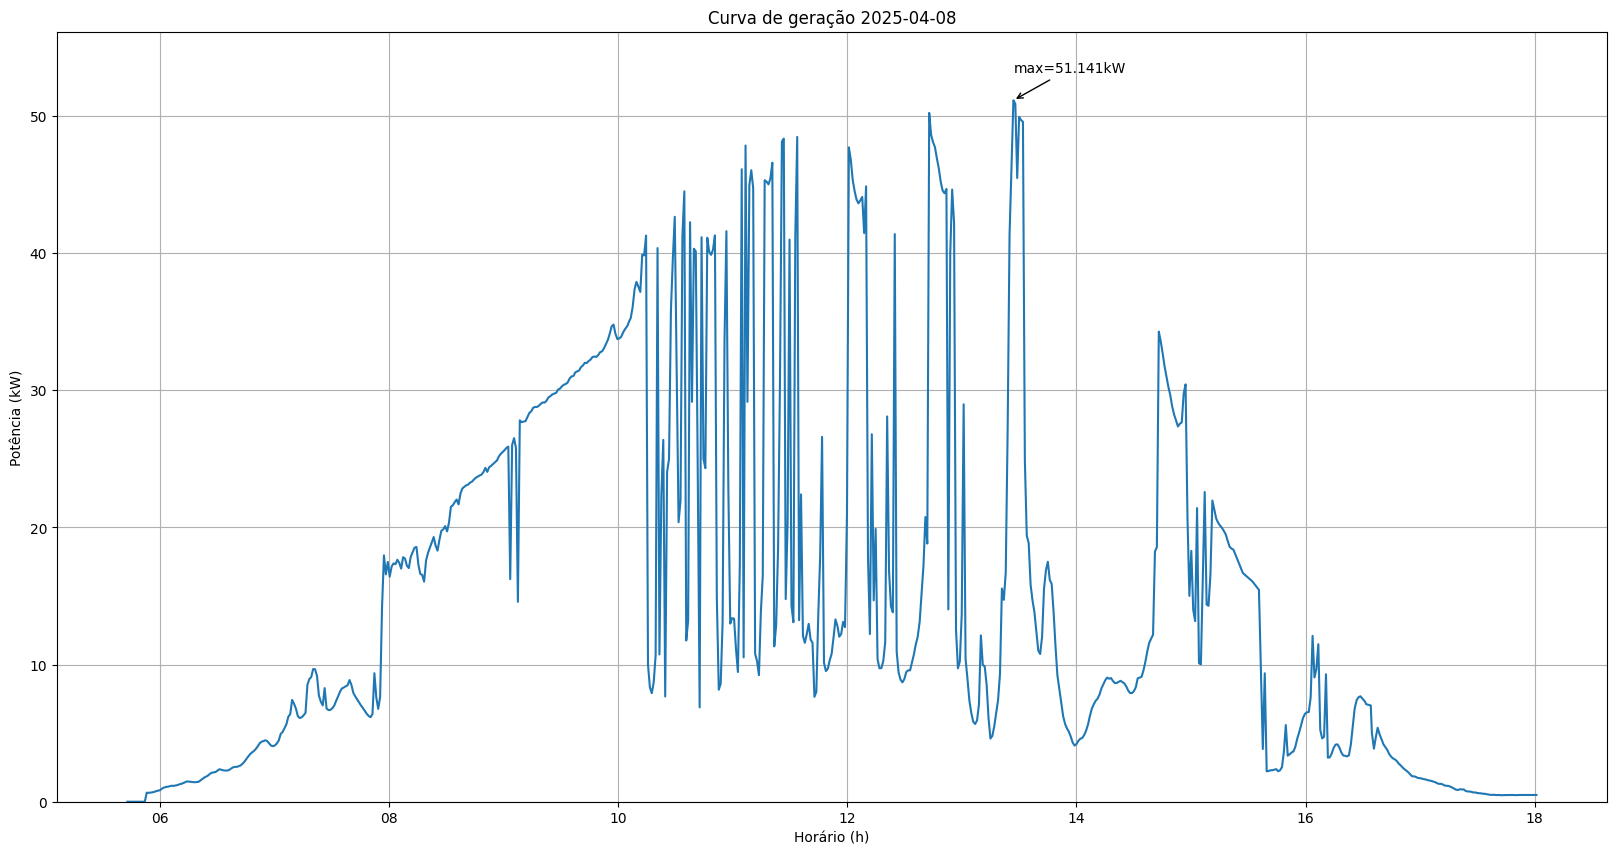 Curva de geração 2025-04-08
max=51.141kW
Potência (kW)
50
40
30
20
10
0
06 08 10 12 14 16 18
Horário (h)